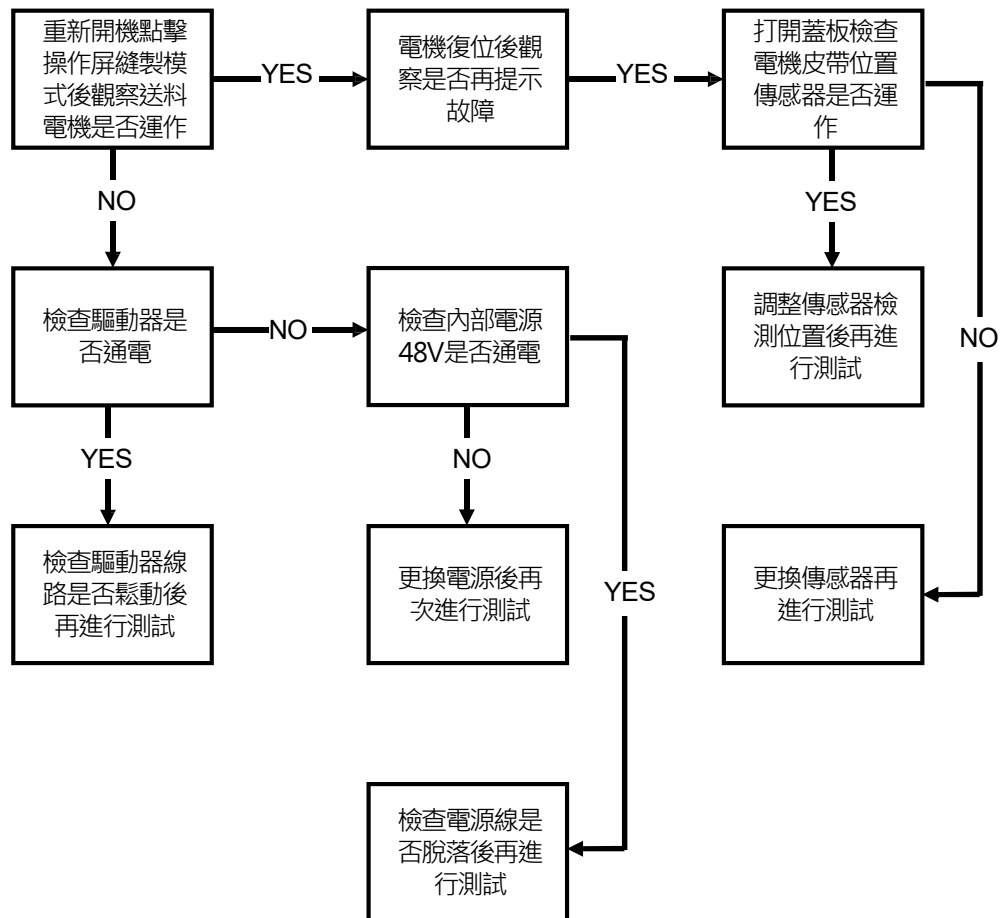 重新開機點擊
操作屏縫製模
式後觀察送料
電機是否運作
YES
電機復位後觀
察是否再提示
故障
YES
打開蓋板檢查
電機皮帶位置
傳感器是否運
作
NO
YES
NO
檢查驅動器是
否通電
NO
檢查內部電源
48V是否通電
調整傳感器檢
測位置後再進
行測試
YES
NO
YES
檢查驅動器線
路是否鬆動後
再進行測試
更換電源後再
次進行測試
更換傳感器再
進行測試
檢查電源線是
否脫落後再進
行測試